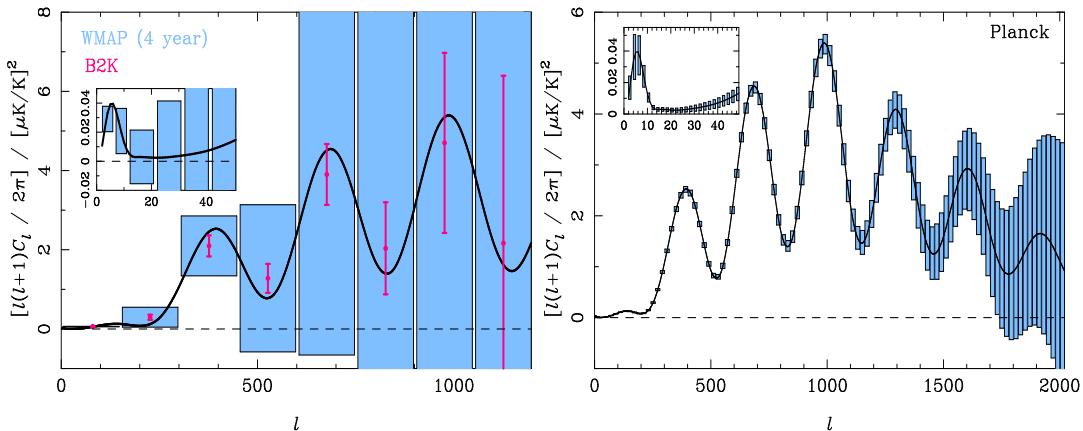 WMAP (4 year)
B2K
[l(l+1)C_l / 2π] / [μK/K]²
8
6
4
2
0
0.04
0.02
0
−0.02
0 20 40
0 500 1000
l
Planck
[l(l+1)C_l / 2π] / [μK/K]²
6
4
2
0
0.04
0.02
0
0 10 20 30 40
0 500 1000 1500 2000
l